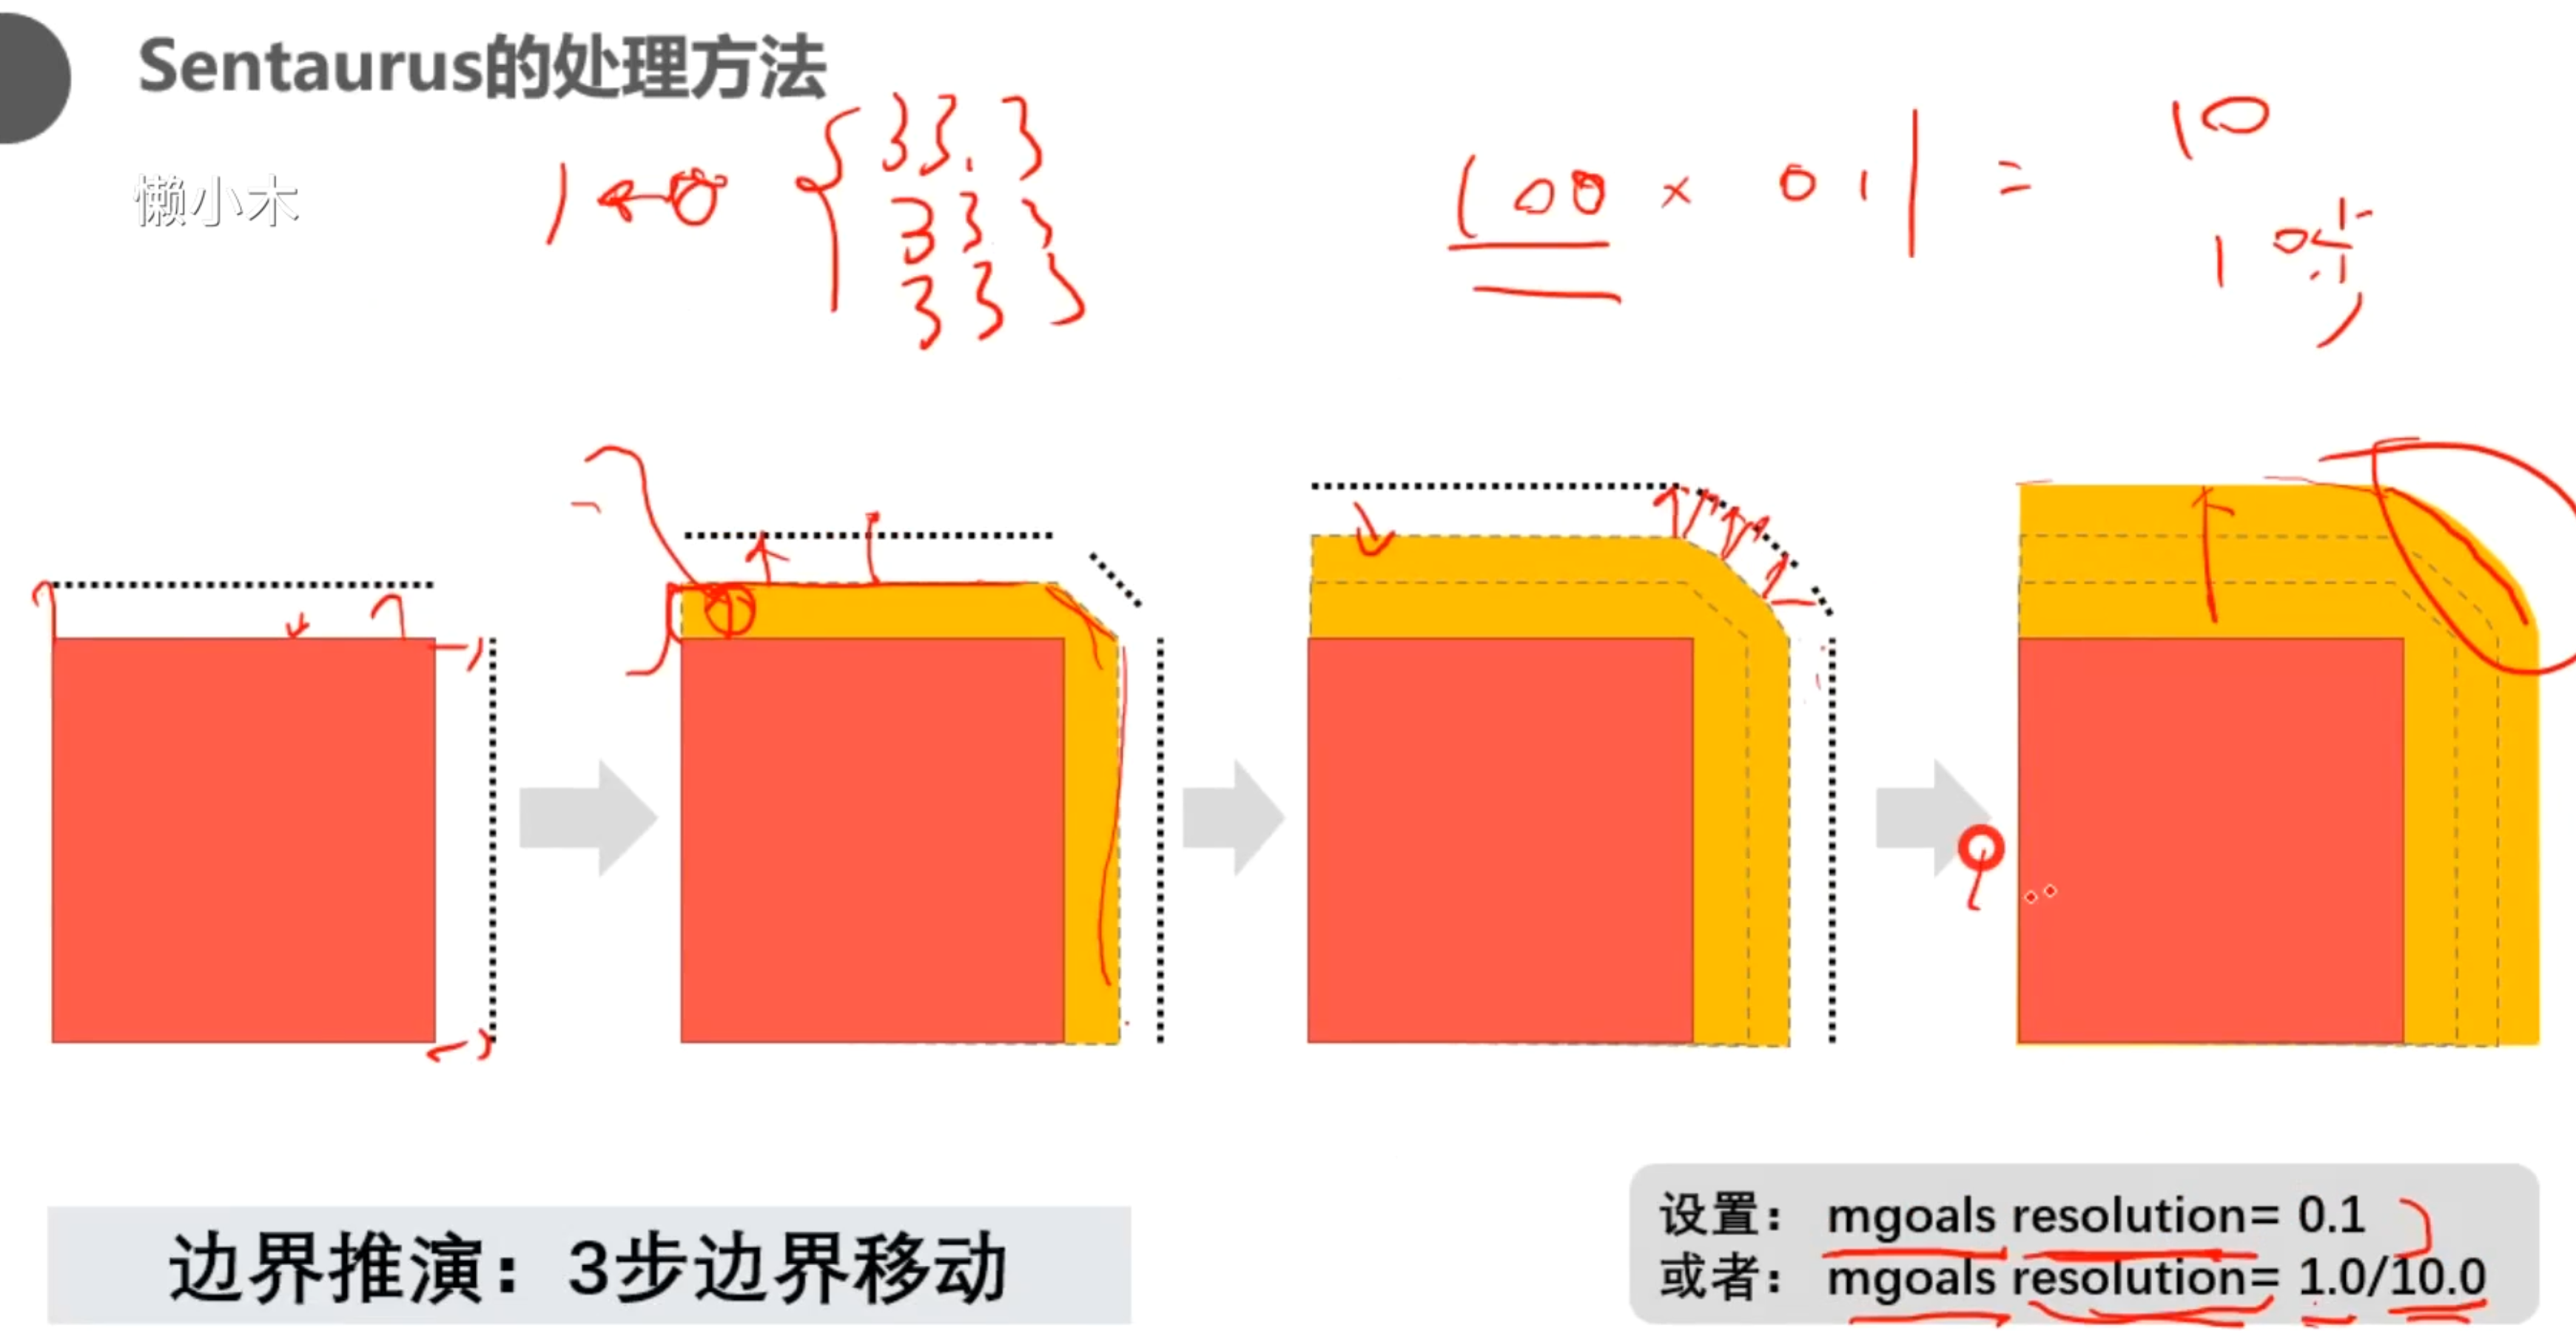 Sentaurus的处理方法
懒小木
100
33.3
33 3
33 3
100 × 0.1 = 10
边界推演：3步边界移动
设置： mgoals resolution= 0.1
或者： mgoals resolution= 1.0/10.0